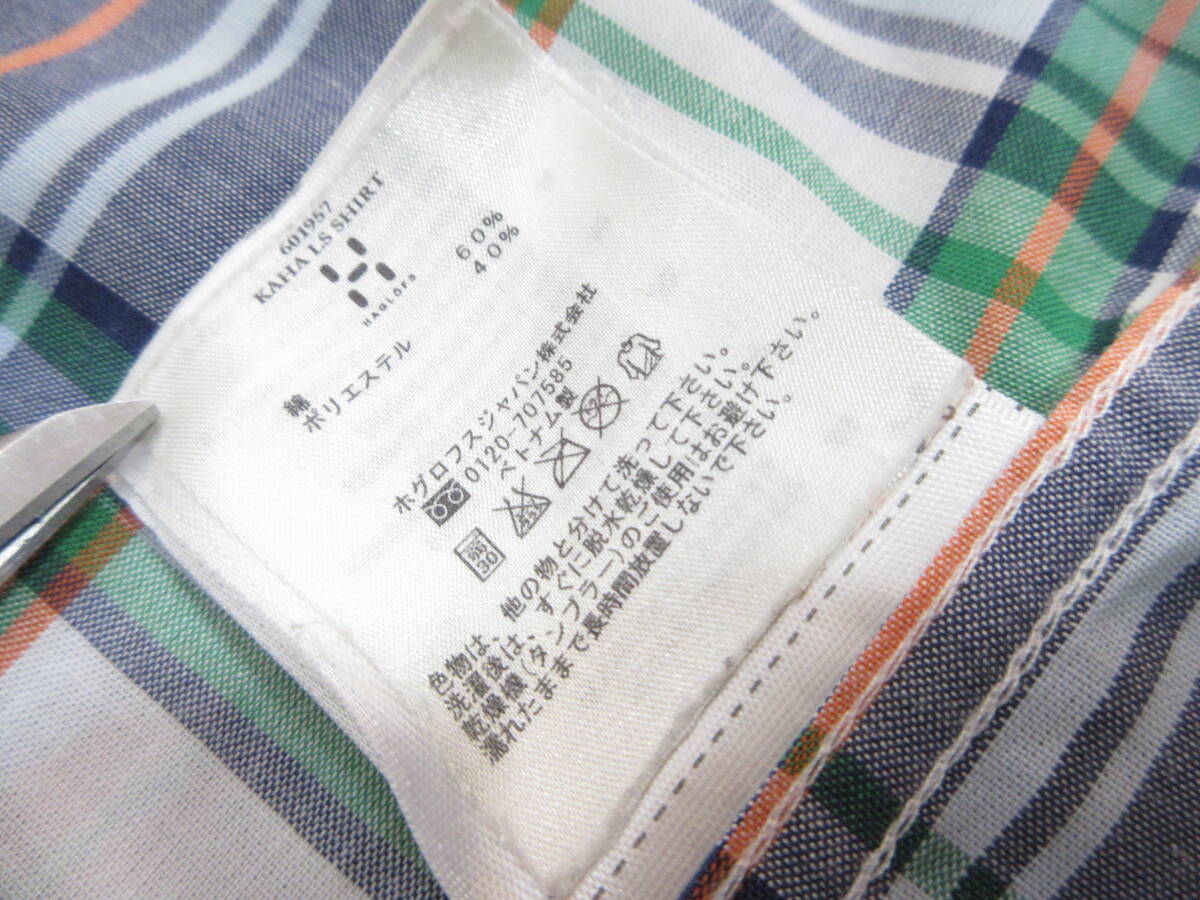 601957
KAHA LS SHIRT
HAGLÖFS
綿 60%
ポリエステル 40%
ホグロフスジャパン株式会社
0120-707585
ベトナム製
30
色物は、他の物と分けて洗って下さい。
洗濯後は、すぐに脱水乾燥して下さい。
乾燥機(タンブラー)のご使用はお避け下さい。
濡れたままで長時間放置しないで下さい。